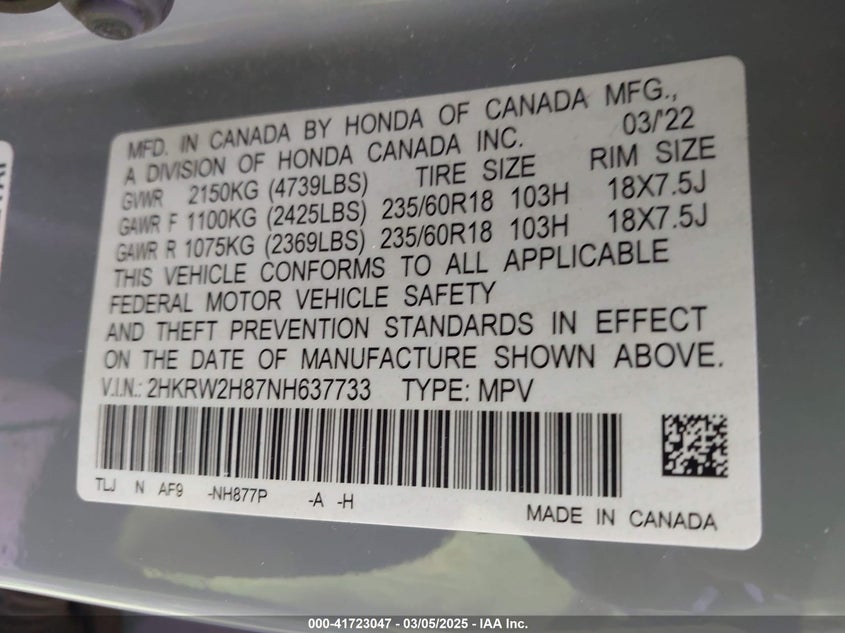 MFD. IN CANADA BY HONDA OF CANADA MFG.,
A DIVISION OF HONDA CANADA INC. 03/'22
GVWR 2150KG (4739LBS) TIRE SIZE RIM SIZE
GAWR F 1100KG (2425LBS) 235/60R18 103H 18X7.5J
GAWR R 1075KG (2369LBS) 235/60R18 103H 18X7.5J
THIS VEHICLE CONFORMS TO ALL APPLICABLE
FEDERAL MOTOR VEHICLE SAFETY
AND THEFT PREVENTION STANDARDS IN EFFECT
ON THE DATE OF MANUFACTURE SHOWN ABOVE.
V.I.N.: 2HKRW2H87NH637733 TYPE: MPV
TLJ N AF9 -NH877P -A -H
MADE IN CANADA
000-41723047 - 03/05/2025 - IAA Inc.